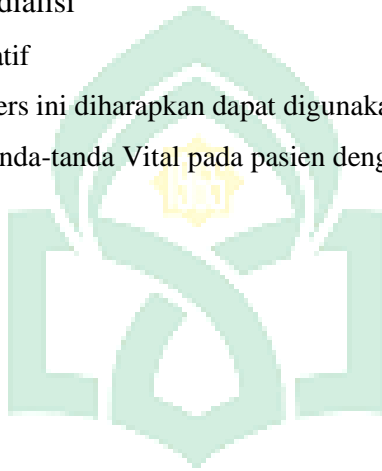 dialisi
atif
ers ini diharapkan dapat digunaka
nda-tanda Vital pada pasien deng